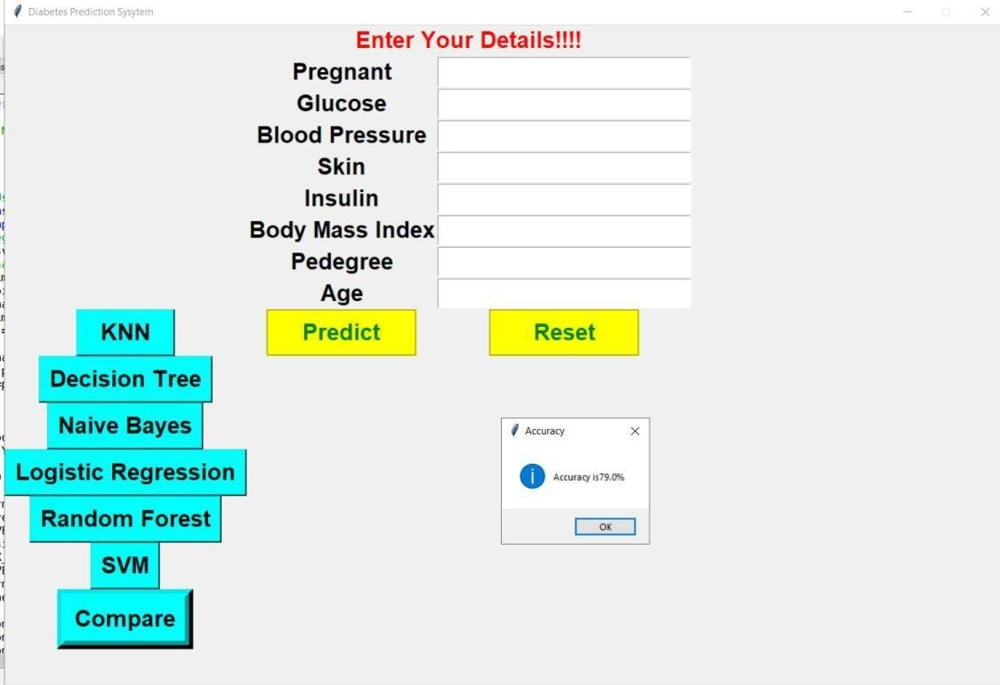 Diabetes Prediction Sysytem
Enter Your Details!!!!
Pregnant
Glucose
Blood Pressure
Skin
Insulin
Body Mass Index
Pedegree
Age
KNN
Predict
Reset
Decision Tree
Naive Bayes
Accuracy
Logistic Regression
Accuracy is79.0%
Random Forest
OK
SVM
Compare